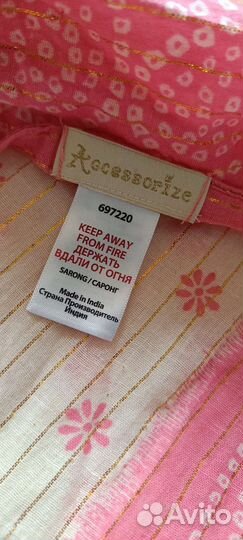 Accessorize
697220
KEEP AWAY
FROM FIRE
ДЕРЖАТЬ
ВДАЛИ ОТ ОГНЯ
SARONG / САРОНГ
Made in India
Страна Производитель
Индия
Avito